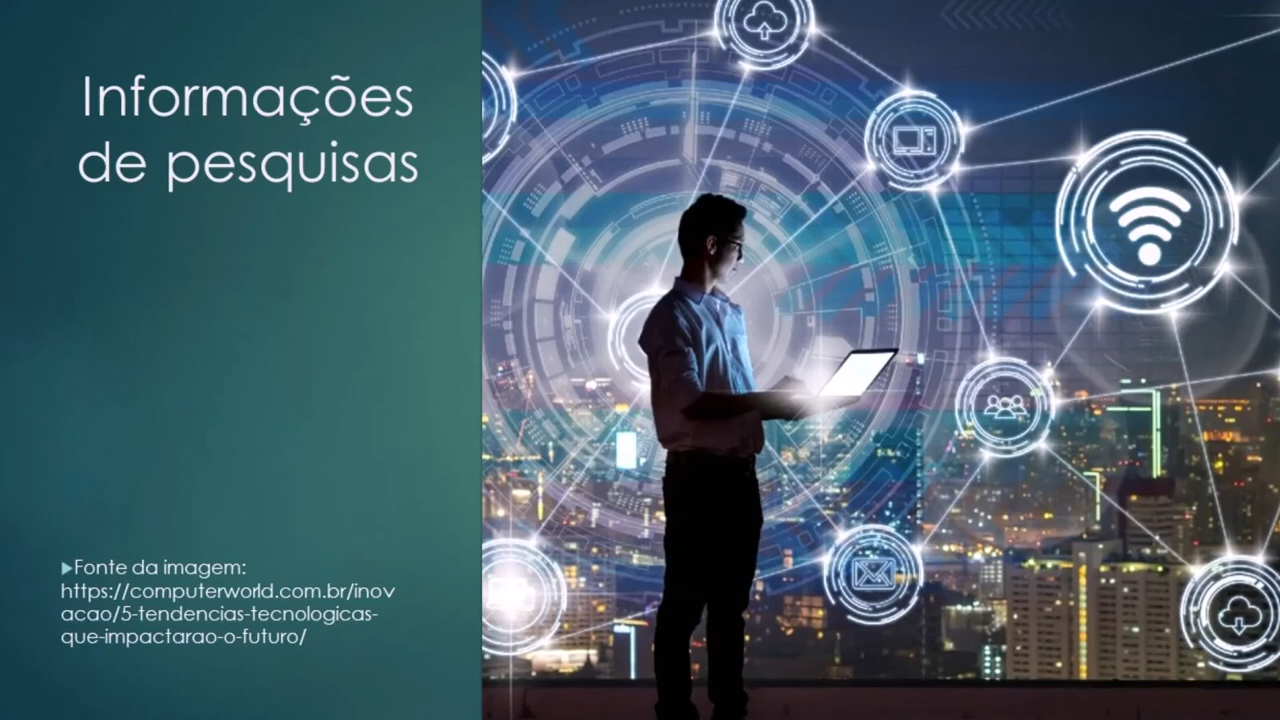 Informações
de pesquisas
Fonte da imagem:
https://computerworld.com.br/inov
acao/5-tendencias-tecnologicas-
que-impactarao-o-futuro/